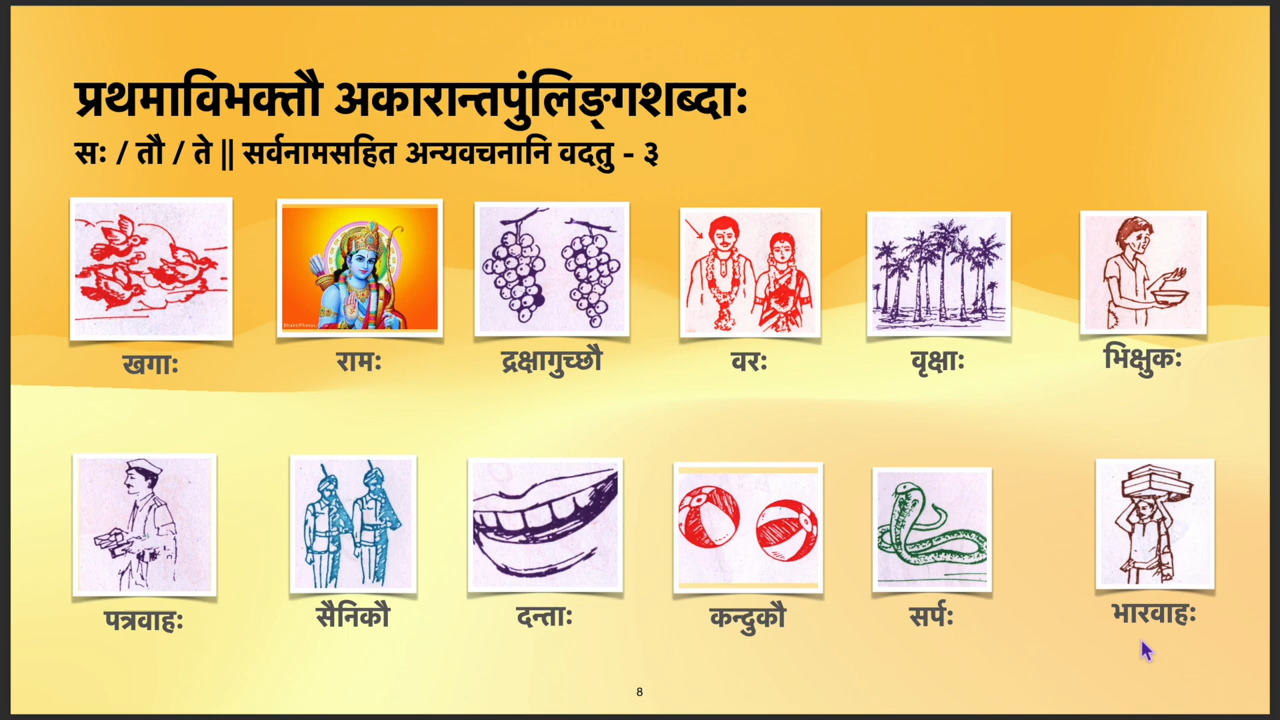 प्रथमाविभक्तौ अकारान्तपुंलिङ्गशब्दाः
सः / तौ / ते || सर्वनामसहित अन्यवचनानि वदतु - ३
खगाः रामः द्रक्षागुच्छौ वरः वृक्षाः भिक्षुकः
पत्रवाहः सैनिकौ दन्ताः कन्दुकौ सर्पः भारवाहः
8